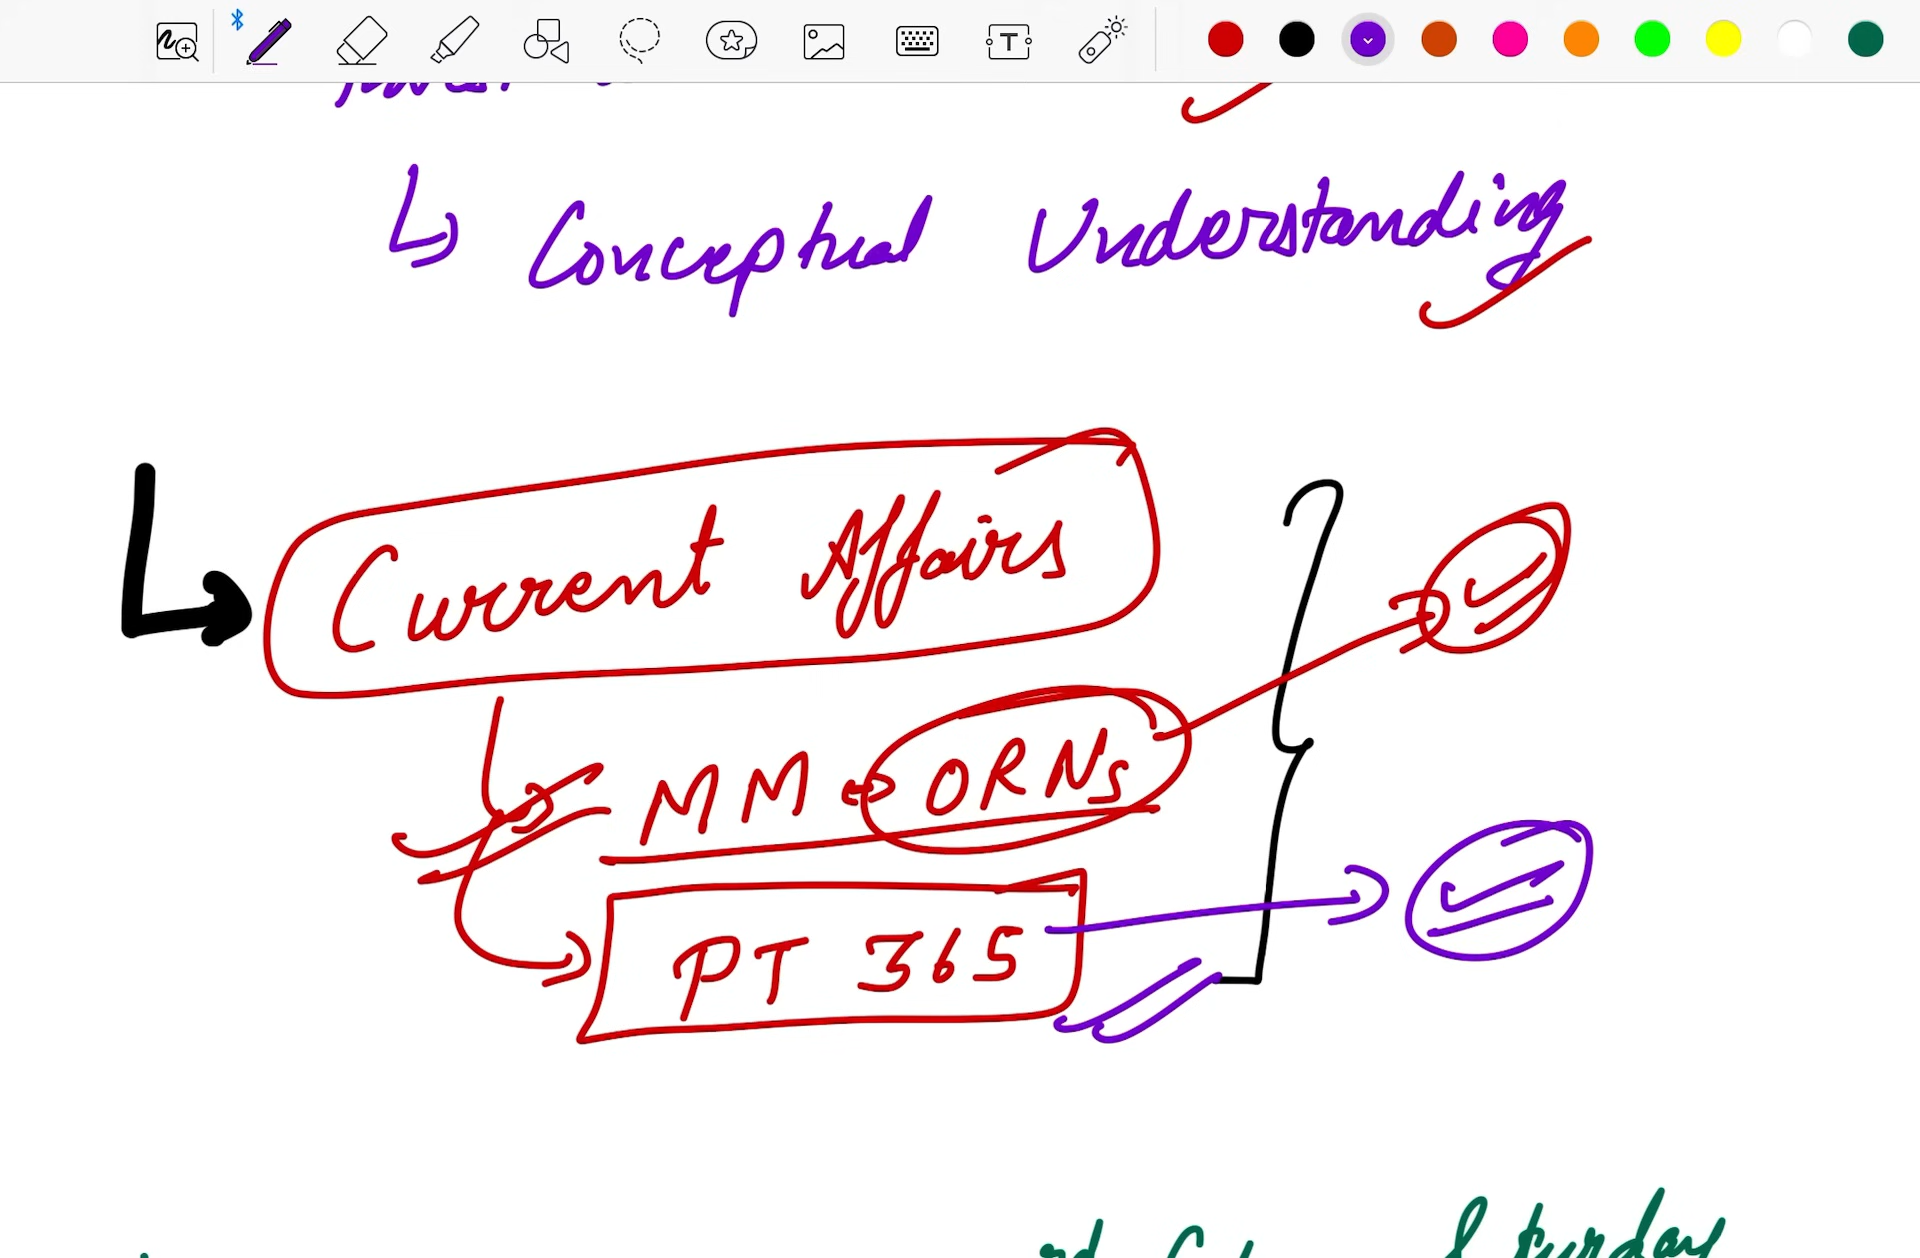 ↳ Conceptual Understanding
Current Affairs
MM ↔ ORNs
PT 365